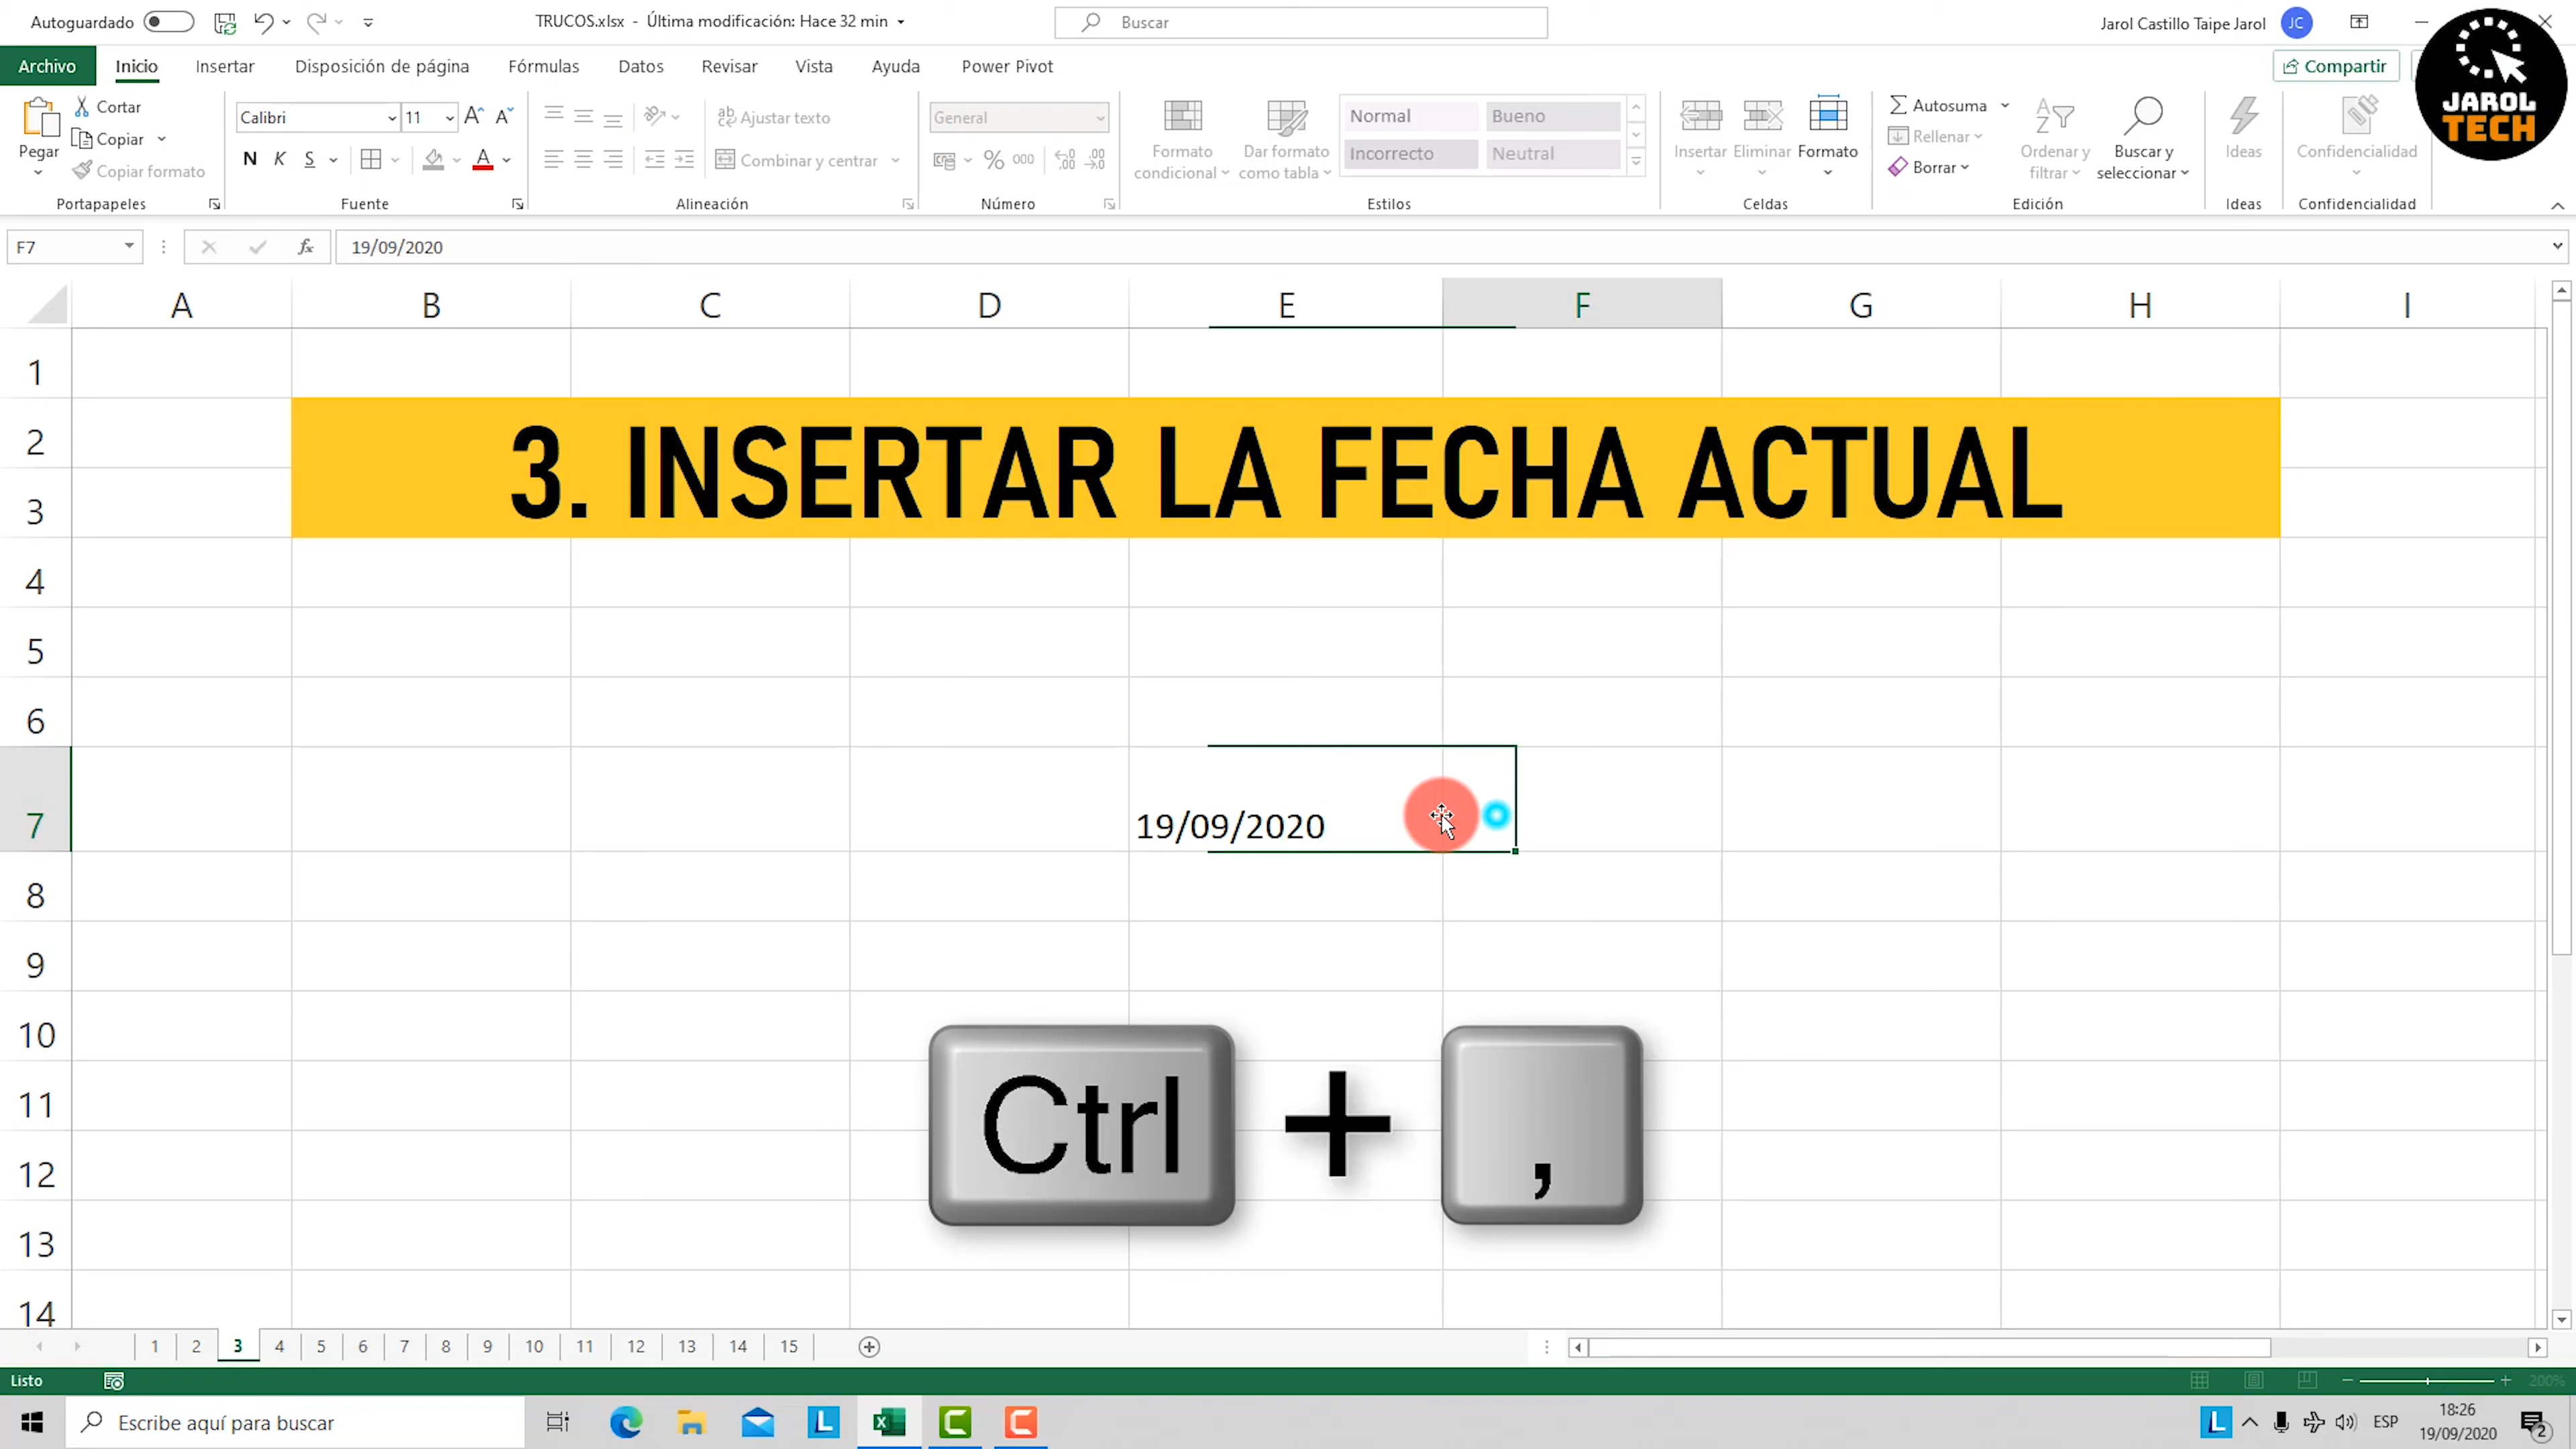 Autoguardado
TRUCOS.xlsx - Última modificación: Hace 32 min
Buscar
Jarol Castillo Taipe Jarol
JC
Archivo
Inicio
Insertar
Disposición de página
Fórmulas
Datos
Revisar
Vista
Ayuda
Power Pivot
Compartir
JAROL
TECH
Pegar
Cortar
Copiar
Copiar formato
Portapapeles
Calibri
11
N K S
Fuente
Ajustar texto
Combinar y centrar
Alineación
General
% 000
Número
Formato
condicional
Dar formato
como tabla
Normal
Bueno
Incorrecto
Neutral
Estilos
Insertar
Eliminar
Formato
Celdas
Autosuma
Rellenar
Borrar
Ordenar y
filtrar
Buscar y
seleccionar
Edición
Ideas
Ideas
Confidencialidad
Confidencialidad
F7
fx
19/09/2020
A B C D E F G H I
1
2
3
3. INSERTAR LA FECHA ACTUAL
4
5
6
7
19/09/2020
8
9
10
11
12
13
14
Ctrl + ,
1 2 3 4 5 6 7 8 9 10 11 12 13 14 15
Listo
200%
Escribe aquí para buscar
ESP
18:26
19/09/2020
2